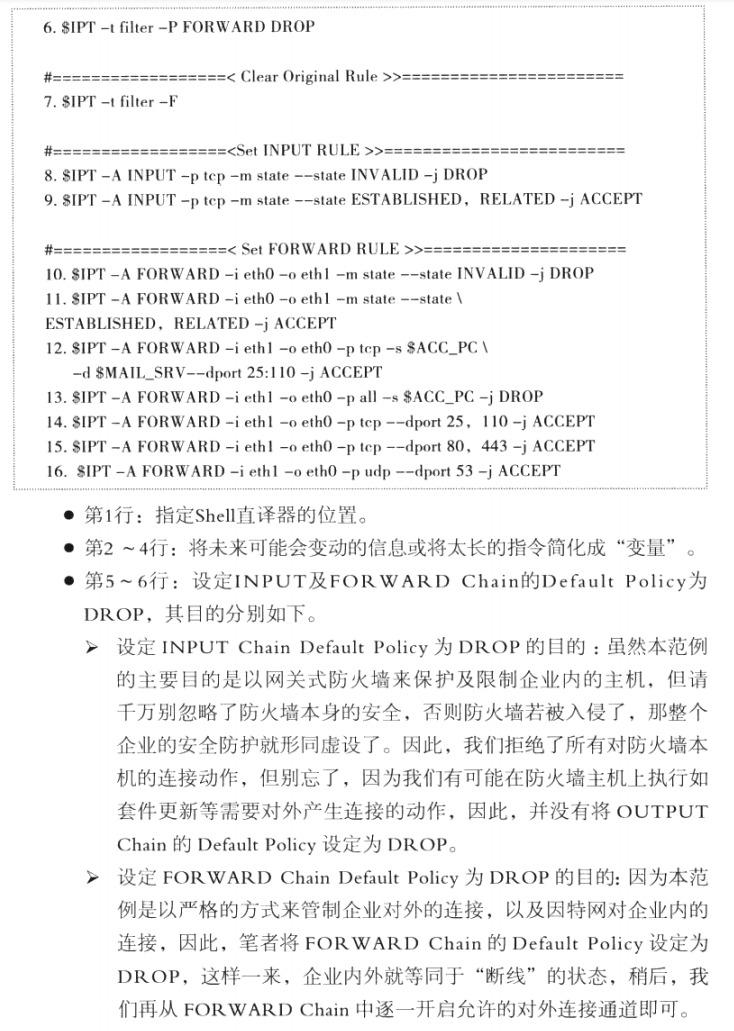 6. $IPT -t filter -P FORWARD DROP
#==================< Clear Original Rule >>=======================
7. $IPT -t filter -F
#==================<Set INPUT RULE >>=========================
8. $IPT -A INPUT -p tcp -m state --state INVALID -j DROP
9. $IPT -A INPUT -p tcp -m state --state ESTABLISHED, RELATED -j ACCEPT
#==================< Set FORWARD RULE >>=====================
10. $IPT -A FORWARD -i eth0 -o eth1 -m state --state INVALID -j DROP
11. $IPT -A FORWARD -i eth0 -o eth1 -m state --state \
ESTABLISHED, RELATED -j ACCEPT
12. $IPT -A FORWARD -i eth1 -o eth0 -p tcp -s $ACC_PC \
-d $MAIL_SRV--dport 25:110 -j ACCEPT
13. $IPT -A FORWARD -i eth1 -o eth0 -p all -s $ACC_PC -j DROP
14. $IPT -A FORWARD -i eth1 -o eth0 -p tcp --dport 25, 110 -j ACCEPT
15. $IPT -A FORWARD -i eth1 -o eth0 -p tcp --dport 80, 443 -j ACCEPT
16. $IPT -A FORWARD -i eth1 -o eth0 -p udp --dport 53 -j ACCEPT
● 第1行：指定Shell直译器的位置。
● 第2 ~ 4行：将未来可能会变动的信息或将太长的指令简化成“变量”。
● 第5 ~ 6行：设定INPUT及FORWARD Chain的Default Policy为
DROP，其目的分别如下。
➢ 设定 INPUT Chain Default Policy 为 DROP 的目的：虽然本范例
的主要目的是以网关式防火墙来保护及限制企业内的主机，但请
千万别忽略了防火墙本身的安全，否则防火墙若被入侵了，那整个
企业的安全防护就形同虚设了。因此，我们拒绝了所有对防火墙本
机的连接动作，但别忘了，因为我们有可能在防火墙主机上执行如
套件更新等需要对外产生连接的动作，因此，并没有将 OUTPUT
Chain 的 Default Policy 设定为 DROP。
➢ 设定 FORWARD Chain Default Policy 为 DROP 的目的：因为本范
例是以严格的方式来管制企业对外的连接，以及因特网对企业内的
连接，因此，笔者将 FORWARD Chain 的 Default Policy 设定为
DROP，这样一来，企业内外就等同于“断线”的状态，稍后，我
们再从 FORWARD Chain 中逐一开启允许的对外连接通道即可。